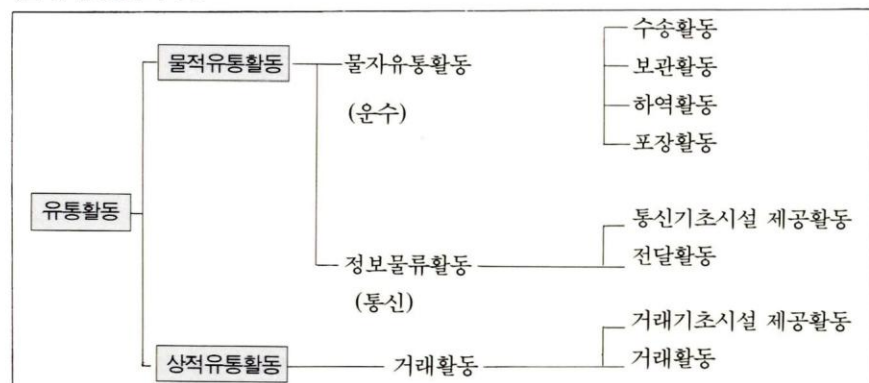 수송활동
물적유통활동 물자유통활동 보관활동
(운수) 하역활동
포장활동
유통활동 통신기초시설 제공활동
정보물류활동 전달활동
(통신) 거래기초시설 제공활동
상적유통활동 거래활동 거래활동